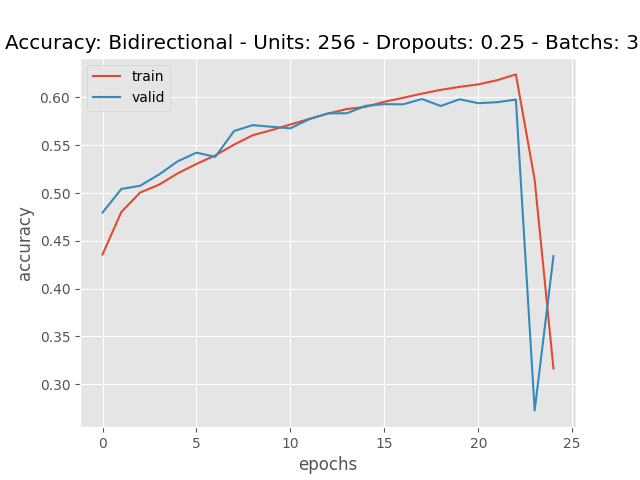 Accuracy: Bidirectional - Units: 256 - Dropouts: 0.25 - Batchs: 3
train
valid
0.60
0.55
0.50
0.45
0.40
0.35
0.30
accuracy
0 5 10 15 20 25
epochs